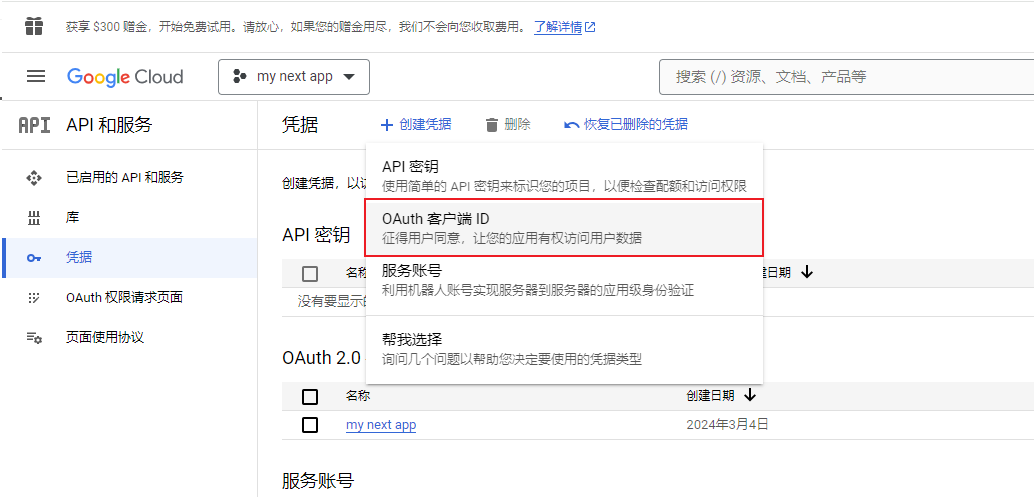 获享 $300 赠金，开始免费试用。请放心，如果您的赠金用尽，我们不会向您收取费用。 了解详情
Google Cloud
my next app
搜索 (/) 资源、文档、产品等
API API 和服务
凭据
创建凭据
删除
恢复已删除的凭据
已启用的 API 和服务
库
凭据
OAuth 权限请求页面
页面使用协议
创建凭据，以
API 密钥
使用简单的 API 密钥来标识您的项目，以便检查配额和访问权限
OAuth 客户端 ID
征得用户同意，让您的应用有权访问用户数据
服务账号
利用机器人账号实现服务器到服务器的应用级身份验证
帮我选择
询问几个问题以帮助您决定要使用的凭据类型
API 密钥
名称
建日期
没有要显示的
OAuth 2.0
名称
创建日期
my next app
2024年3月4日
服务账号